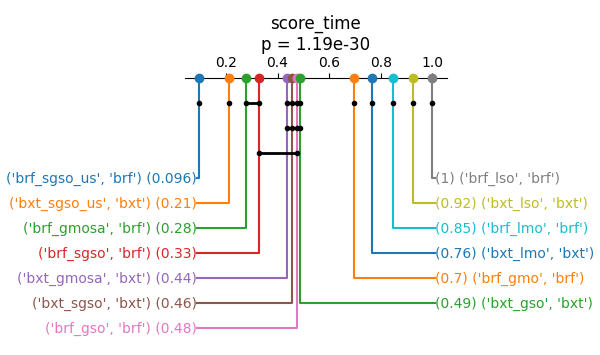 score_time
p = 1.19e-30
0.2 0.4 0.6 0.8 1.0
('brf_sgso_us', 'brf') (0.096) (1) ('brf_lso', 'brf')
('bxt_sgso_us', 'bxt') (0.21) (0.92) ('bxt_lso', 'bxt')
('brf_gmosa', 'brf') (0.28) (0.85) ('brf_lmo', 'brf')
('brf_sgso', 'brf') (0.33) (0.76) ('bxt_lmo', 'bxt')
('bxt_gmosa', 'bxt') (0.44) (0.7) ('brf_gmo', 'brf')
('bxt_sgso', 'bxt') (0.46) (0.49) ('bxt_gso', 'bxt')
('brf_gso', 'brf') (0.48)